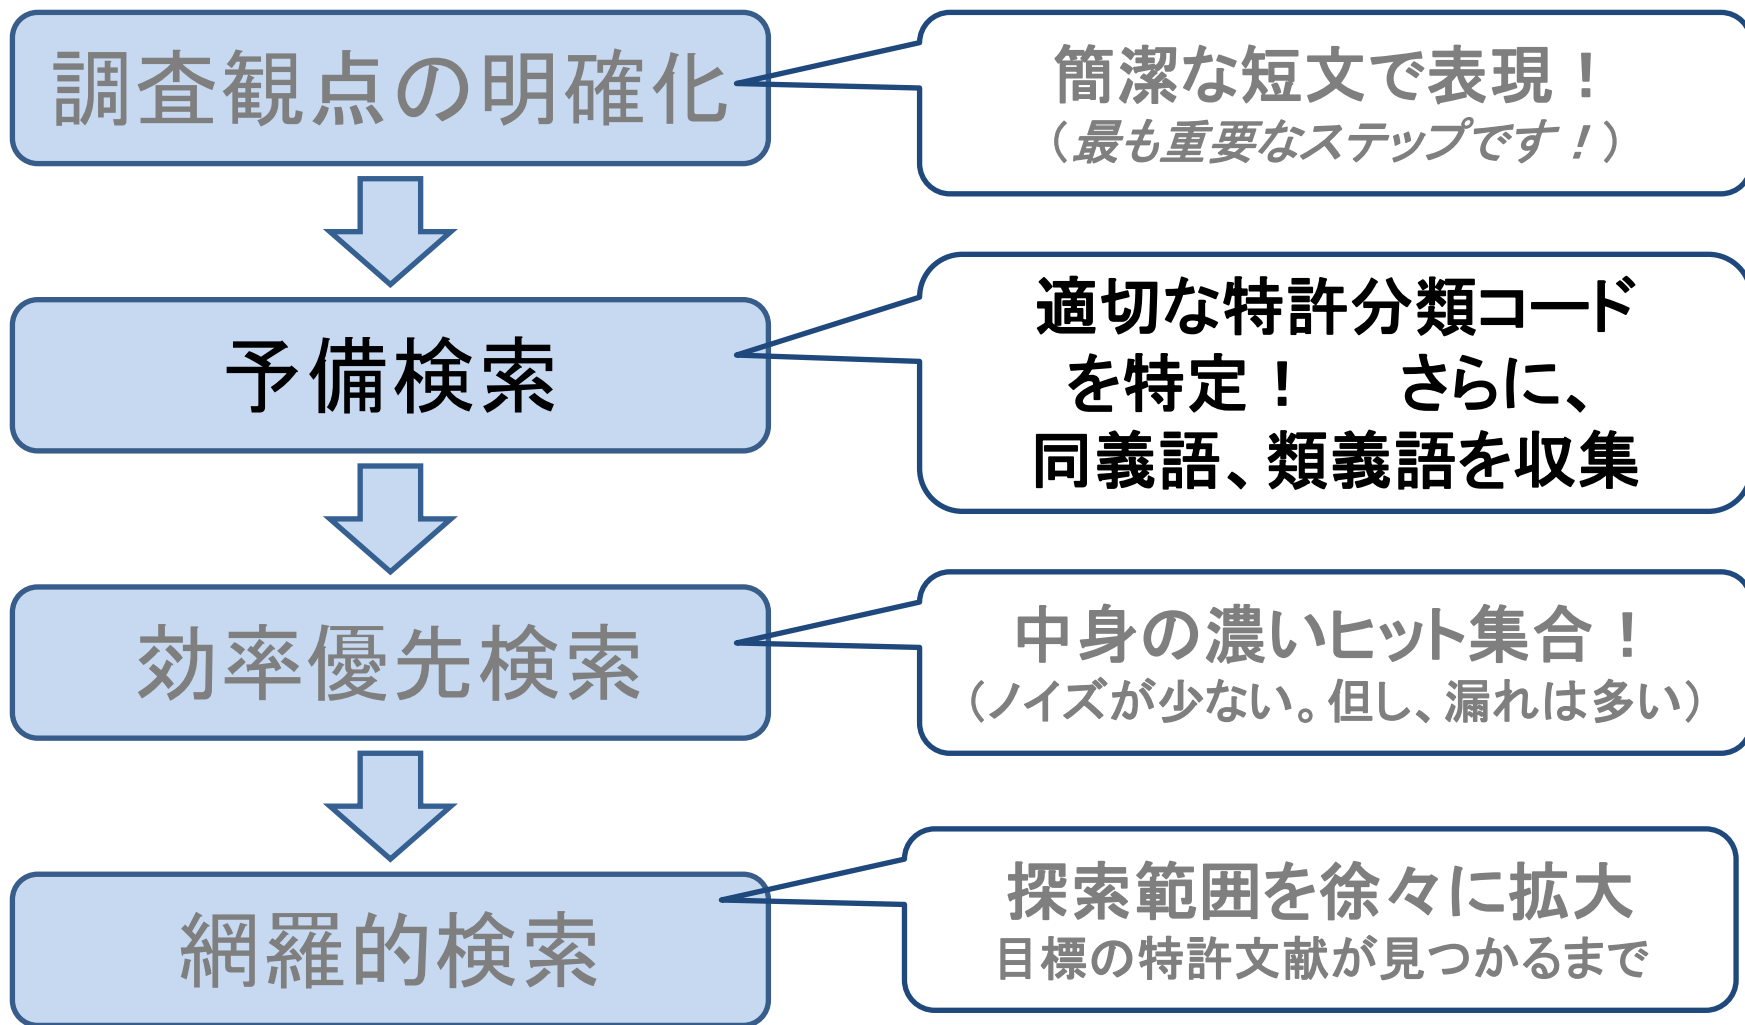 調査観点の明確化
簡潔な短文で表現！
（最も重要なステップです！）
予備検索
適切な特許分類コード
を特定！　さらに、
同義語、類義語を収集
効率優先検索
中身の濃いヒット集合！
（ノイズが少ない。但し、漏れは多い）
網羅的検索
探索範囲を徐々に拡大
目標の特許文献が見つかるまで